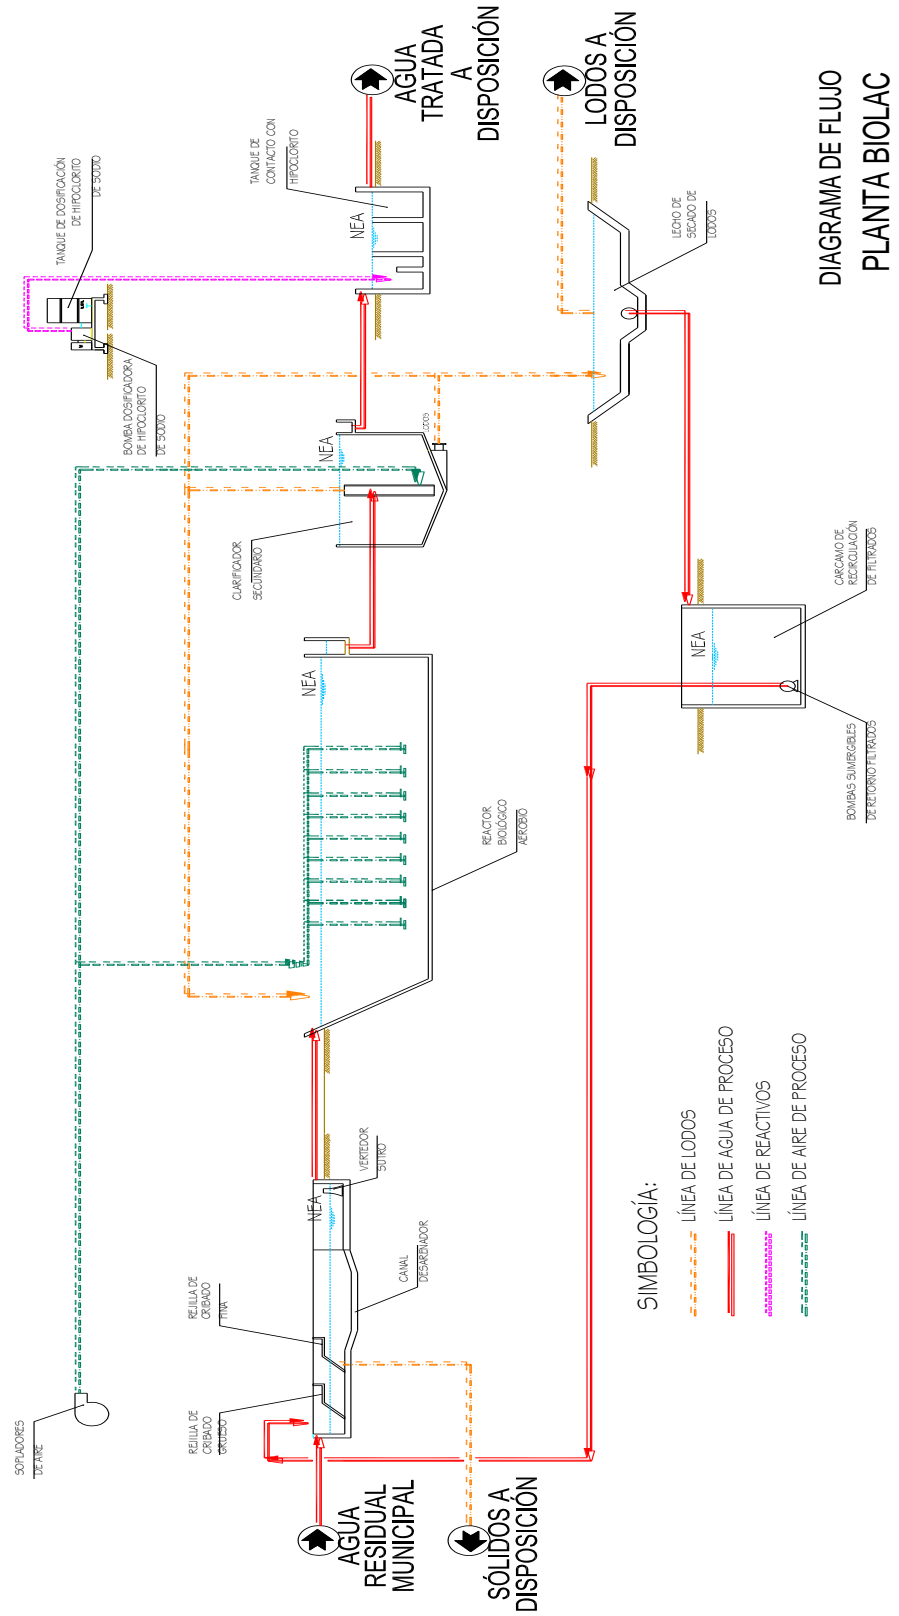 SOPLADORES
DE AIRE
TANQUE DE DOSIFICACIÓN
DE HIPOCLORITO
DE SODIO
BOMBA DOSIFICADORA
DE HIPOCLORITO
DE SODIO
TANQUE DE
CONTACTO CON
HIPOCLORITO
NEA
AGUA
TRATADA
A
DISPOSICIÓN
AGUA
RESIDUAL
MUNICIPAL
REJILLA DE
CRIBADO
GRUESO
REJILLA DE
CRIBADO
FINA
CANAL
DESARENADOR
NEA
VERTEDOR
SUTRO
REACTOR
BIOLÓGICO
AEROBIO
NEA
CLARIFICADOR
SECUNDARIO
NEA
LODOS
SÓLIDOS A
DISPOSICIÓN
LODOS A
DISPOSICIÓN
LECHO DE
SECADO DE
LODOS
NEA
CARCAMO DE
RECIRCULACIÓN
DE FILTRADOS
BOMBAS SUMERGIBLES
DE RETORNO FILTRADOS
SIMBOLOGÍA:
LÍNEA DE LODOS
LÍNEA DE AGUA DE PROCESO
LÍNEA DE REACTIVOS
LÍNEA DE AIRE DE PROCESO
DIAGRAMA DE FLUJO
PLANTA BIOLAC